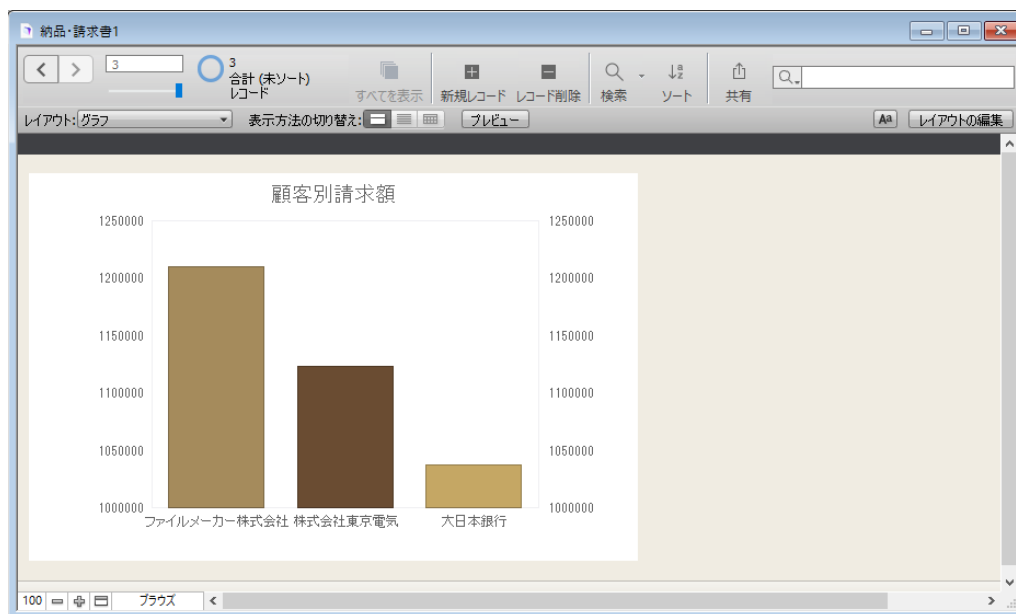 納品・請求書1
3
3
合計 (未ソート)
レコード
すべてを表示
新規レコード
レコード削除
検索
ソート
共有
レイアウト: グラフ
表示方法の切り替え:
プレビュー
Aa
レイアウトの編集
顧客別請求額
1250000
1250000
1200000
1200000
1150000
1150000
1100000
1100000
1050000
1050000
1000000
1000000
ファイルメーカー株式会社
株式会社東京電気
大日本銀行
100
ブラウズ